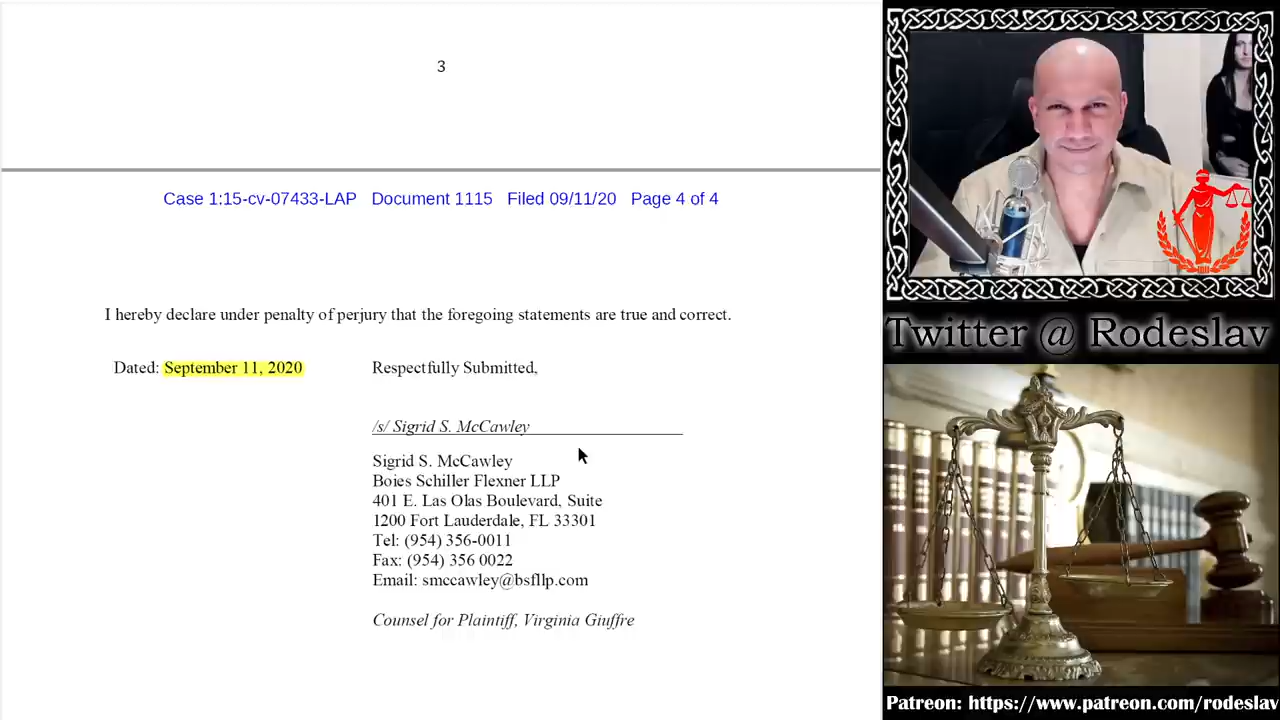 3
Case 1:15-cv-07433-LAP Document 1115 Filed 09/11/20 Page 4 of 4
I hereby declare under penalty of perjury that the foregoing statements are true and correct.
Dated: September 11, 2020
Respectfully Submitted,
/s/ Sigrid S. McCawley
Sigrid S. McCawley
Boies Schiller Flexner LLP
401 E. Las Olas Boulevard, Suite
1200 Fort Lauderdale, FL 33301
Tel: (954) 356-0011
Fax: (954) 356 0022
Email: smccawley@bsfllp.com
Counsel for Plaintiff, Virginia Giuffre
Twitter @ Rodeslav
Patreon: https://www.patreon.com/rodeslav